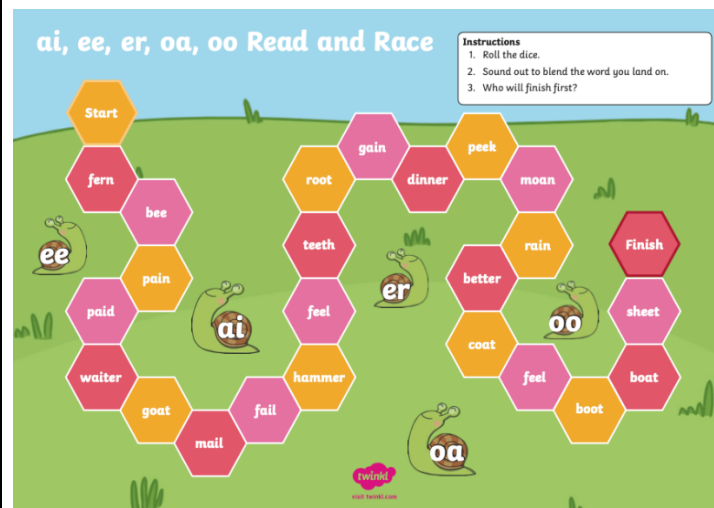 ai, ee, er, oa, oo Read and Race
Instructions
1. Roll the dice.
2. Sound out to blend the word you land on.
3. Who will finish first?
Start
fern
bee
pain
paid
waiter
goat
mail
fail
hammer
feel
teeth
root
gain
dinner
peek
moan
rain
better
coat
feel
boot
boat
sheet
Finish
ee
ai
er
oo
oa
twinkl
visit twinkl.com